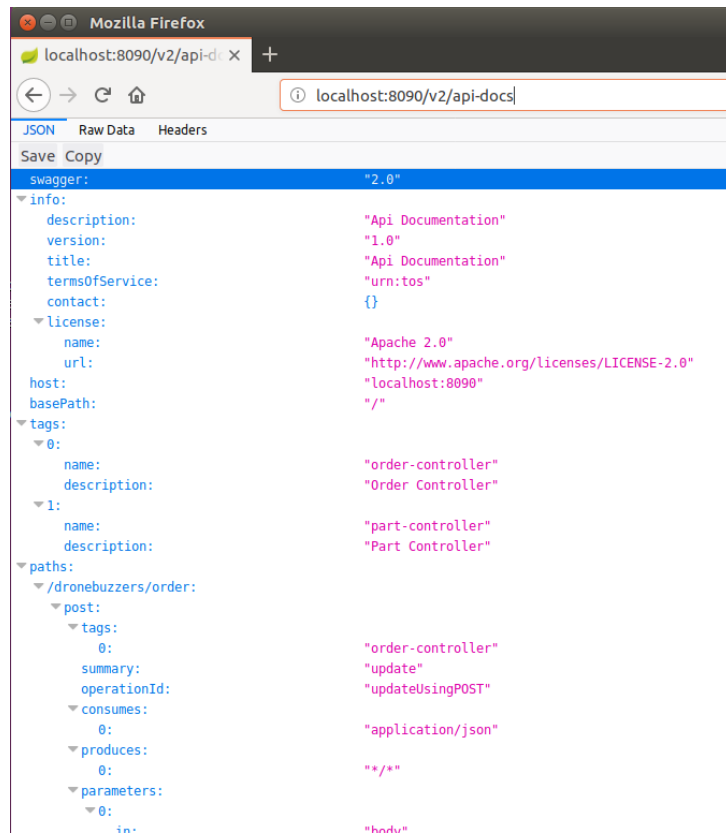 Mozilla Firefox
localhost:8090/v2/api-do
localhost:8090/v2/api-docs
JSON Raw Data Headers
Save Copy
swagger: "2.0"
info:
description: "Api Documentation"
version: "1.0"
title: "Api Documentation"
termsOfService: "urn:tos"
contact: {}
license:
name: "Apache 2.0"
url: "http://www.apache.org/licenses/LICENSE-2.0"
host: "localhost:8090"
basePath: "/"
tags:
0:
name: "order-controller"
description: "Order Controller"
1:
name: "part-controller"
description: "Part Controller"
paths:
/dronebuzzers/order:
post:
tags:
0: "order-controller"
summary: "update"
operationId: "updateUsingPOST"
consumes:
0: "application/json"
produces:
0: "*/*"
parameters:
0:
in: "body"